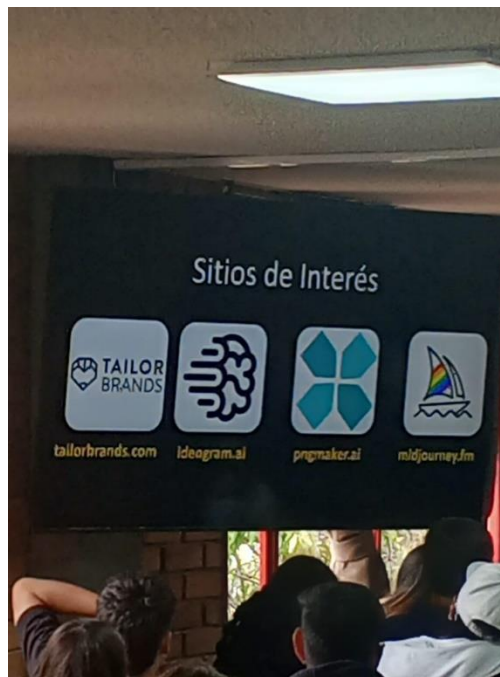 Sitios de Interés
TAILOR
BRANDS
tailorbrands.com
ideogram.ai
pngmaker.ai
midjourney.fm